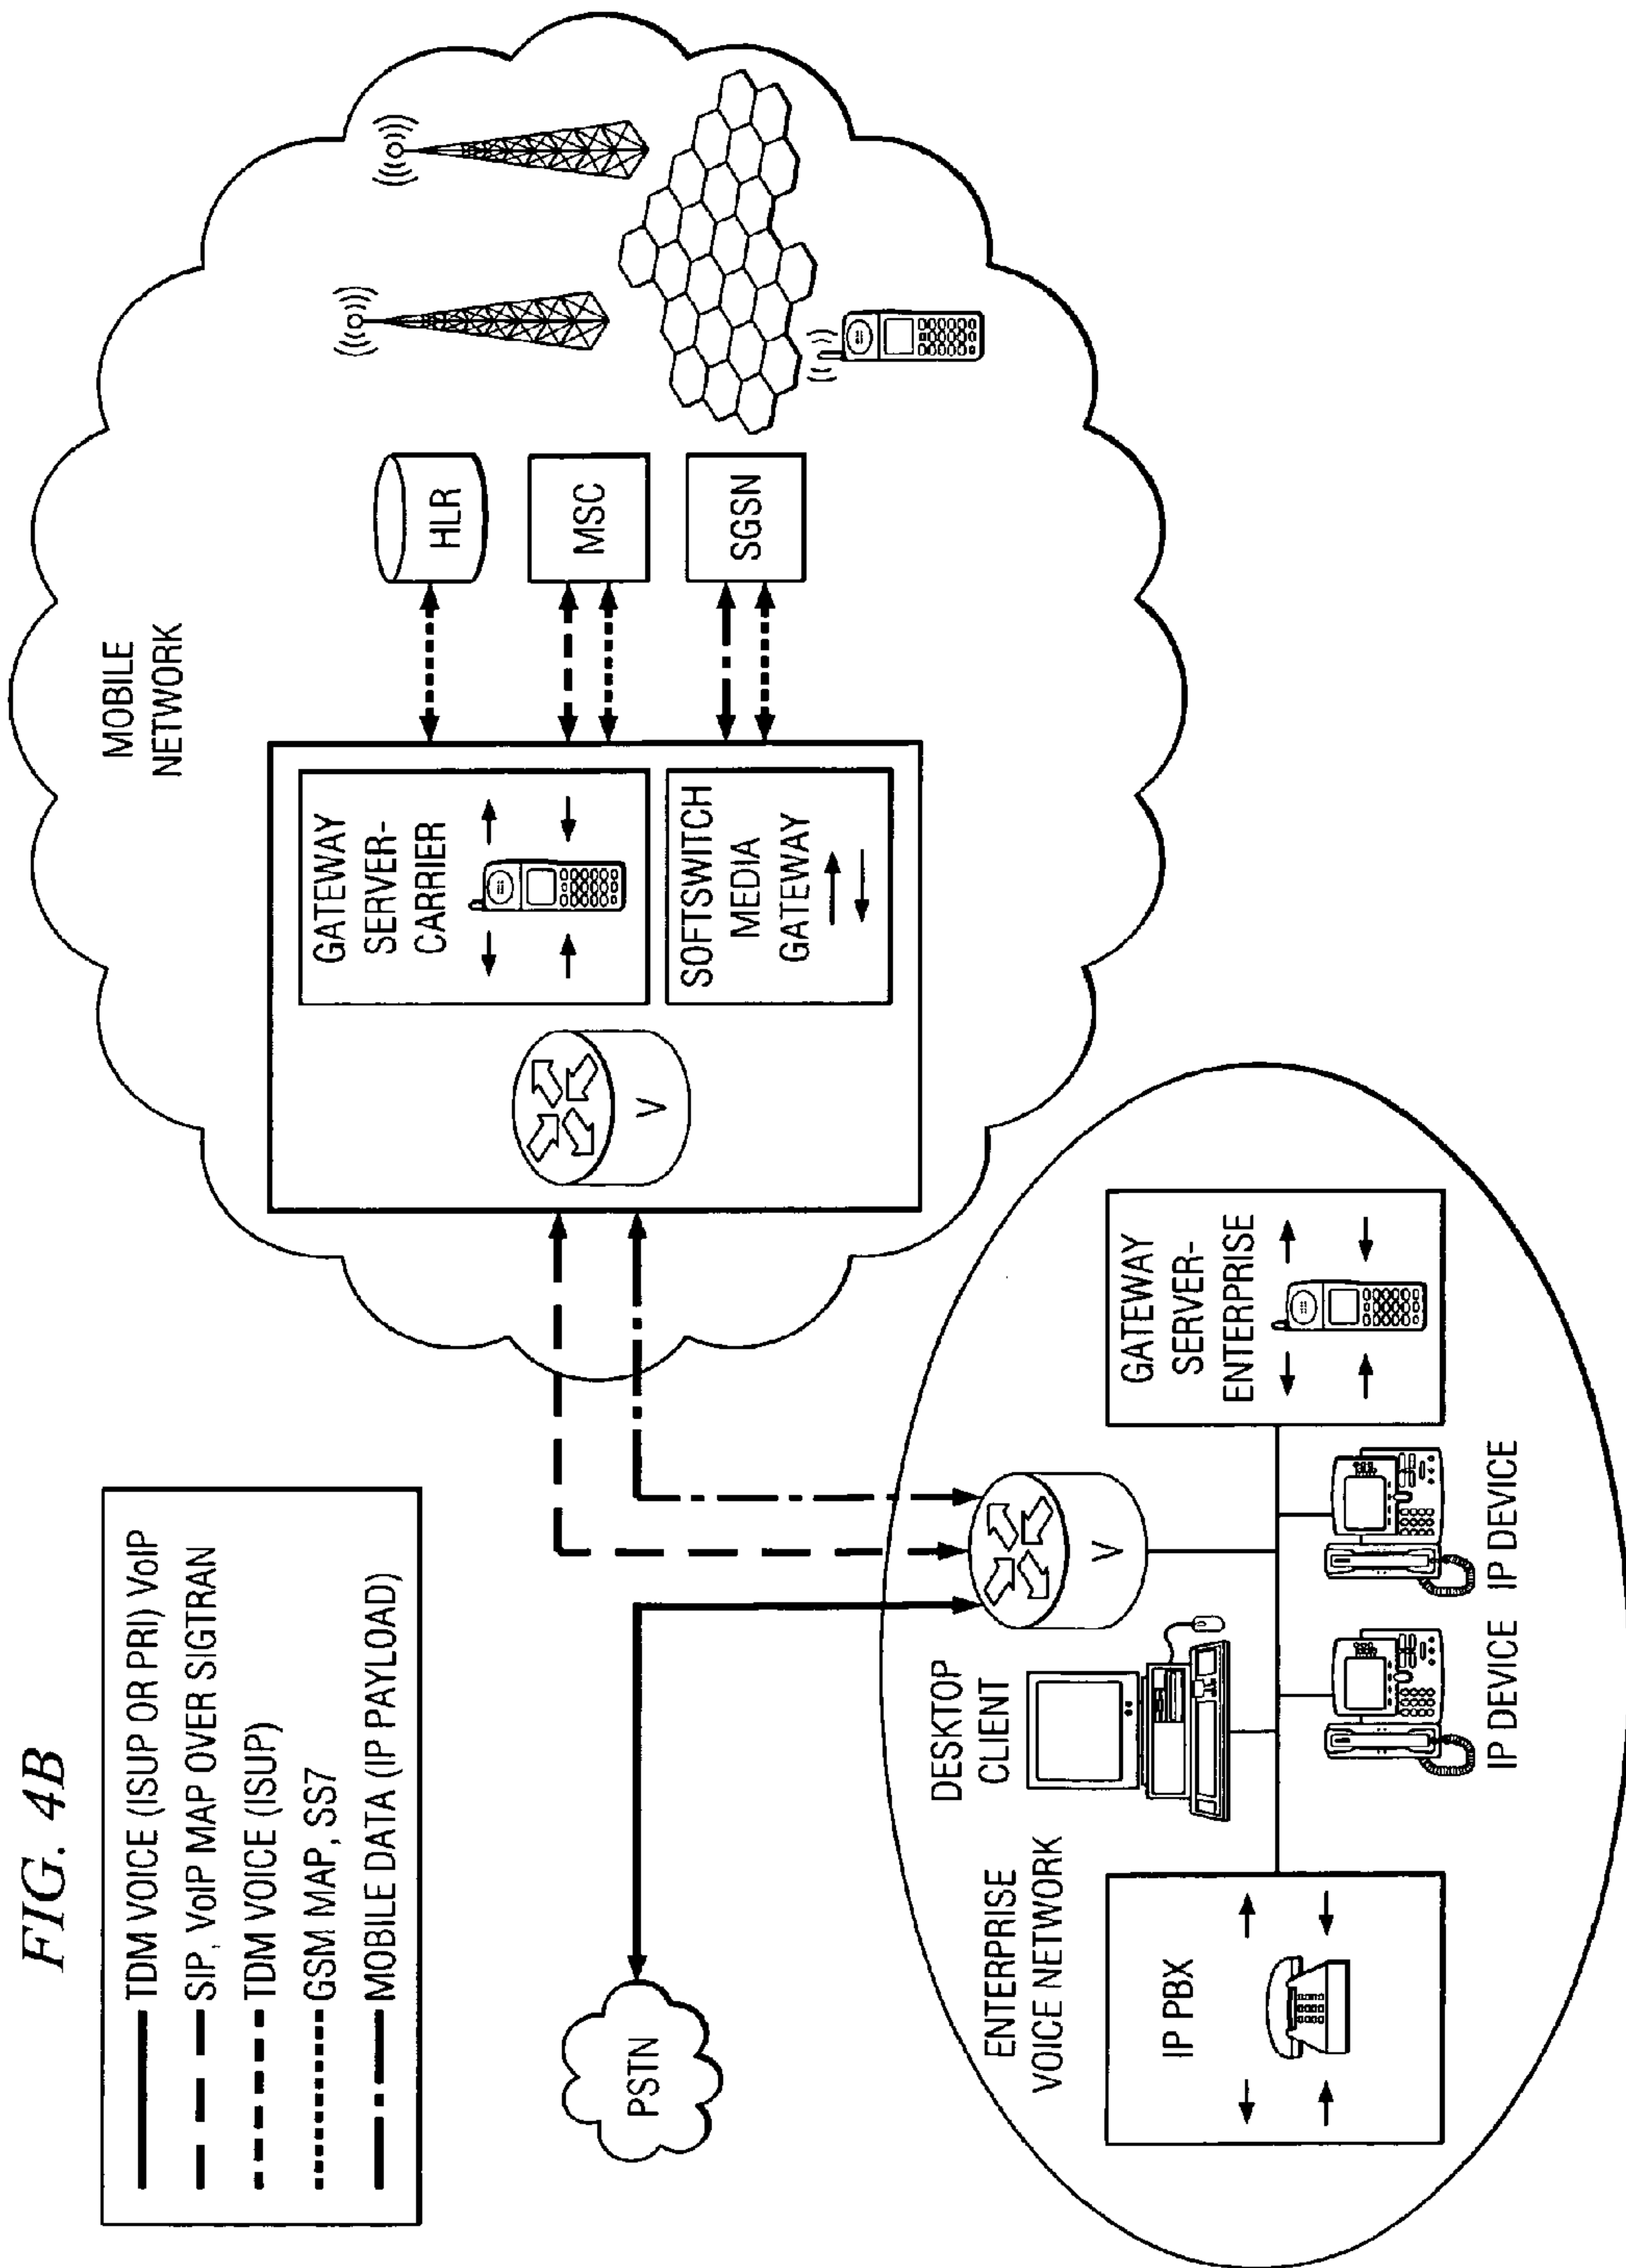 FIG. 4B
TDM VOICE (ISUP OR PRI) VoIP
SIP, VoIP MAP OVER SIGTRAN
TDM VOICE (ISUP)
GSM MAP, SS7
MOBILE DATA (IP PAYLOAD)
MOBILE
NETWORK
GATEWAY
SERVER-
CARRIER
SOFTSWITCH
MEDIA
GATEWAY
V
HLR
MSC
SGSN
PSTN
ENTERPRISE
VOICE NETWORK
DESKTOP
CLIENT
V
IP PBX
GATEWAY
SERVER-
ENTERPRISE
IP DEVICE
IP DEVICE